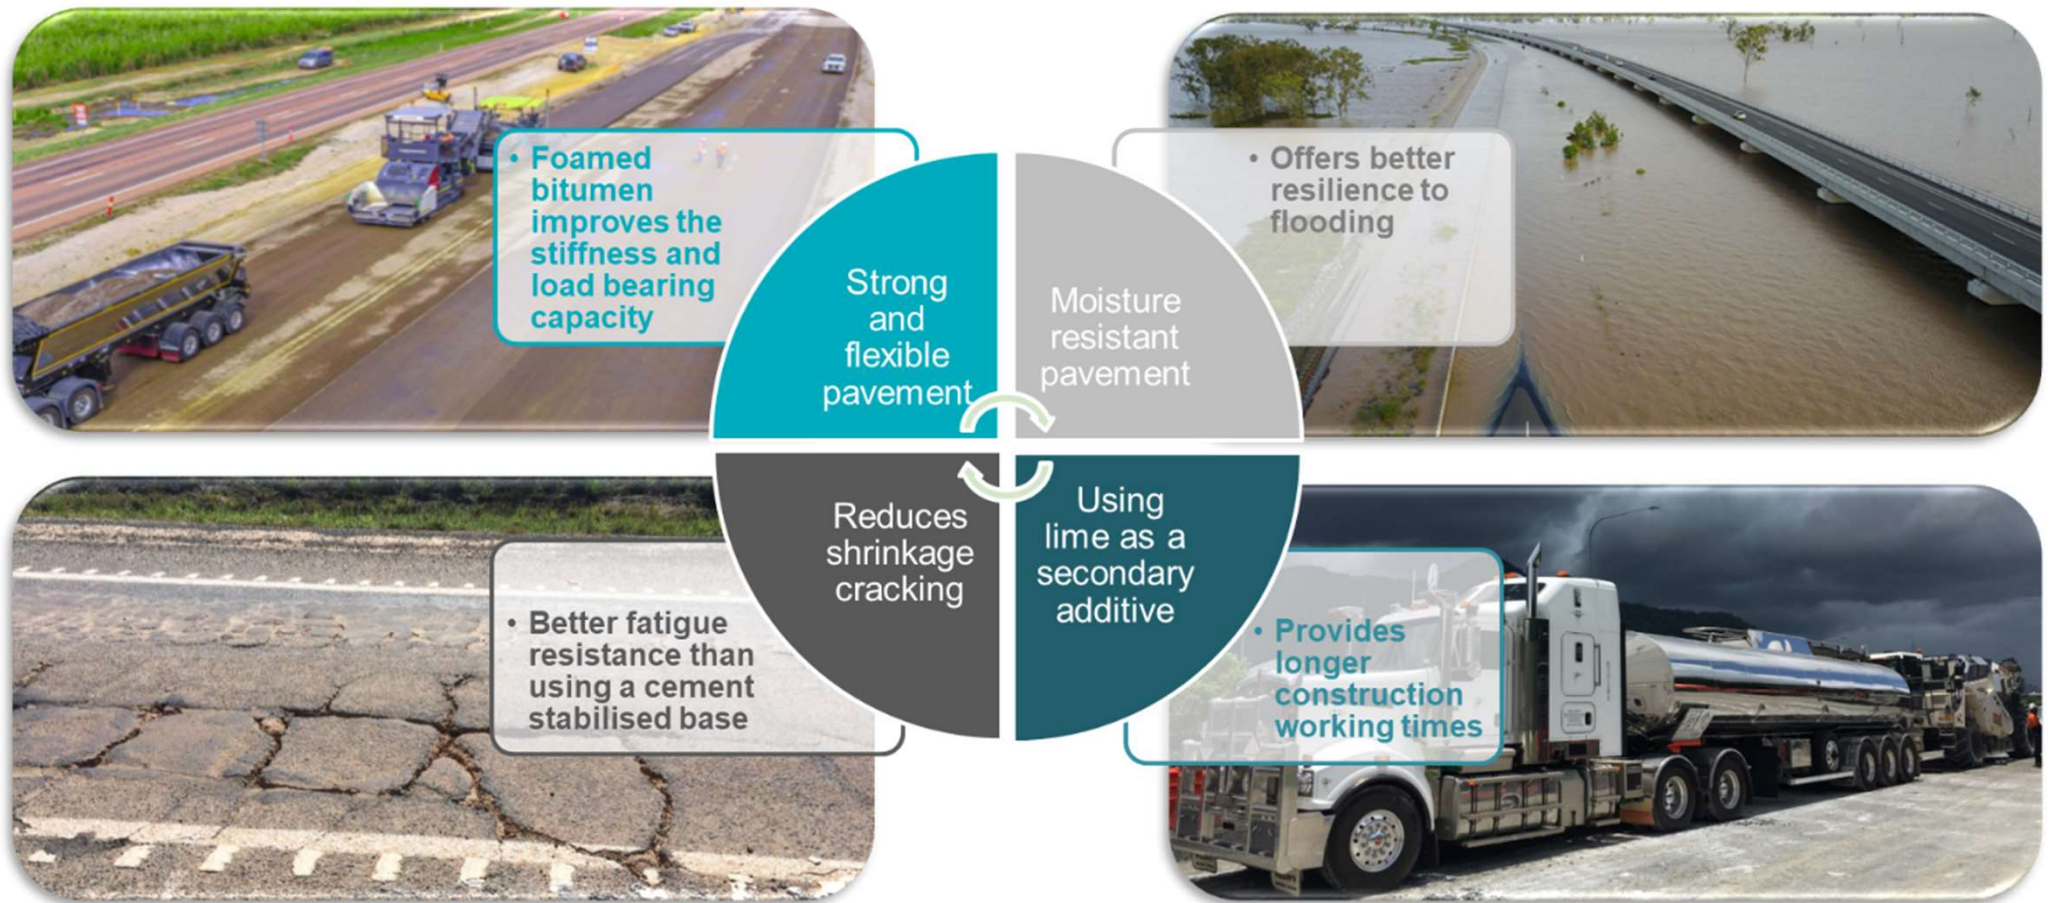 • Foamed
bitumen
improves the
stiffness and
load bearing
capacity
Strong
and
flexible
pavement
• Offers better
resilience to
flooding
Moisture
resistant
pavement
• Better fatigue
resistance than
using a cement
stabilised base
Reduces
shrinkage
cracking
Using
lime as a
secondary
additive
• Provides
longer
construction
working times